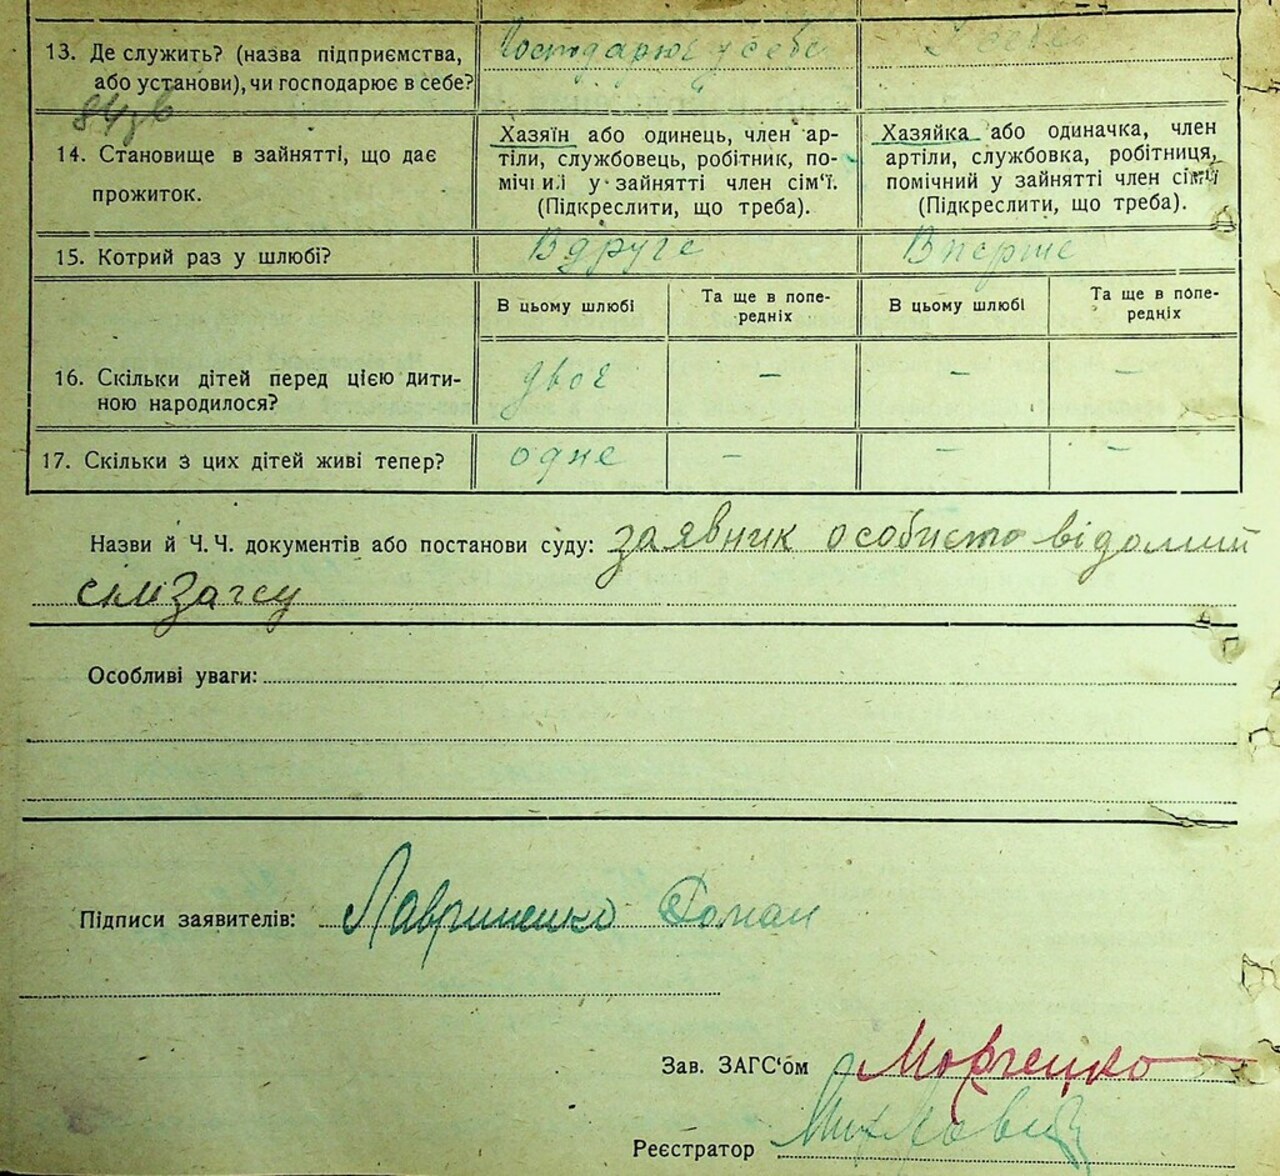 13. Де служить? (назва підприємства, або установи), чи господарює в себе?
Господарює у себе
У себе
14. Становище в зайнятті, що дає прожиток.
Хазяїн або одинець, член ар-
тіли, службовець, робітник, по-
мічний у зайнятті член сім'ї.
(Підкреслити, що треба).
Хазяйка або одиначка, член
артіли, службовка, робітниця,
помічний у зайнятті член сім'ї
(Підкреслити, що треба).
15. Котрий раз у шлюбі?
Вдруге
Вперше
В цьому шлюбі
Та ще в попе-
редніх
В цьому шлюбі
Та ще в попе-
редніх
16. Скільки дітей перед цією дити-
ною народилося?
двоє – – –
17. Скільки з цих дітей живі тепер?
одне – – –
Назви й Ч. Ч. документів або постанови суду: заявник особисто відомий
сільзагсу
Особливі уваги:
Підписи заявителів: Лавриненко Роман
Зав. ЗАГС'ом
Реєстратор